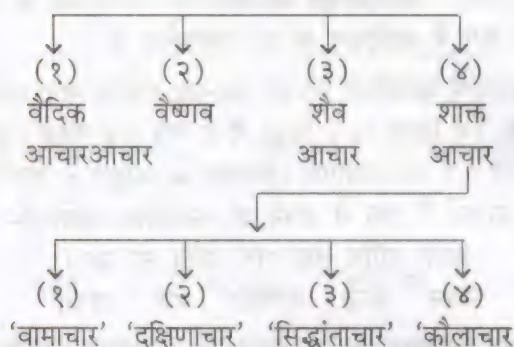 (१) (२) (३) (४)
वैदिक वैष्णव शैव शाक्त
आचारआचार आचार आचार
(१) (२) (३) (४)
'वामाचार' 'दक्षिणाचार' 'सिद्धांताचार' 'कौलाचार